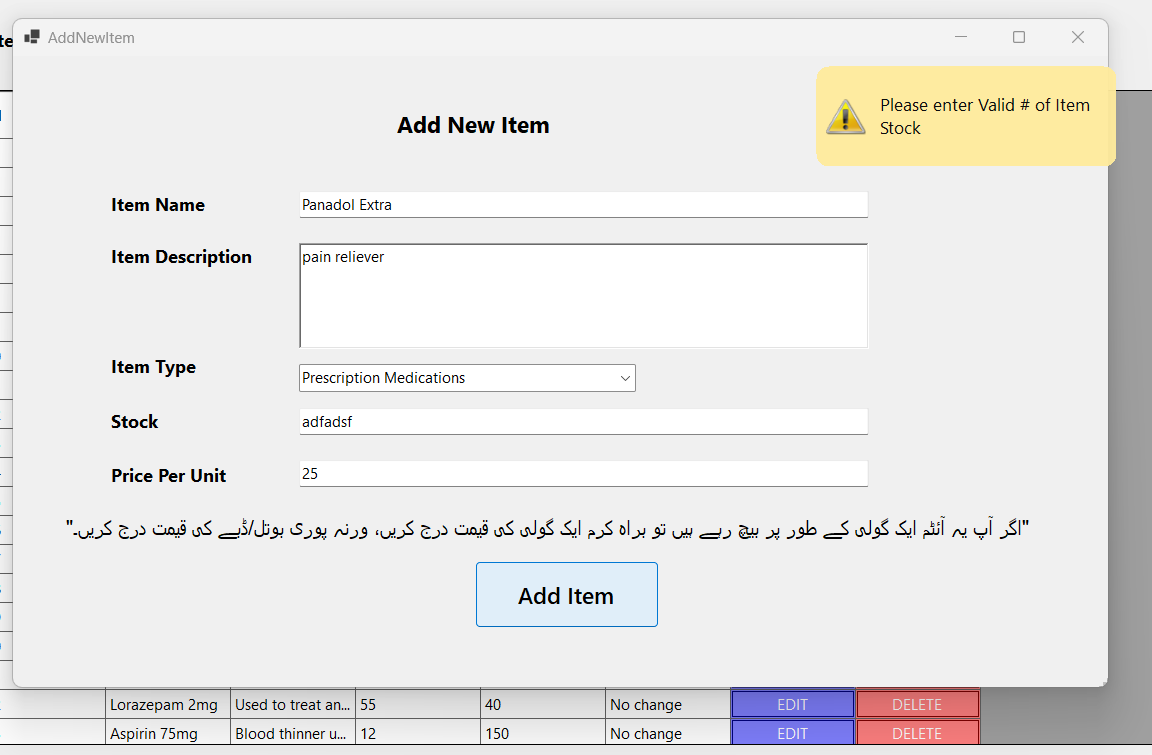 AddNewItem
Please enter Valid # of Item
Stock
Add New Item
Item Name
Panadol Extra
Item Description
pain reliever
Item Type
Prescription Medications
Stock
adfadsf
Price Per Unit
25
"اگر آپ یہ آئٹم ایک گولی کے طور پر بیچ رہے ہیں تو براہ کرم ایک گولی کی قیمت درج کریں، ورنہ پوری بوتل/ڈبے کی قیمت درج کریں۔"
Add Item
Lorazepam 2mg Used to treat an... 55 40 No change EDIT DELETE
Aspirin 75mg Blood thinner u... 12 150 No change EDIT DELETE